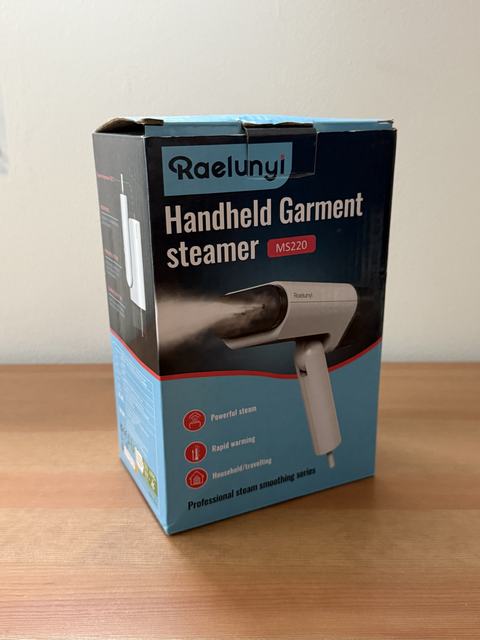 Raelunyi
Handheld Garment
steamer MS220
Raelunyi
Powerful steam
Rapid warming
Household/travelling
Professional steam smoothing series